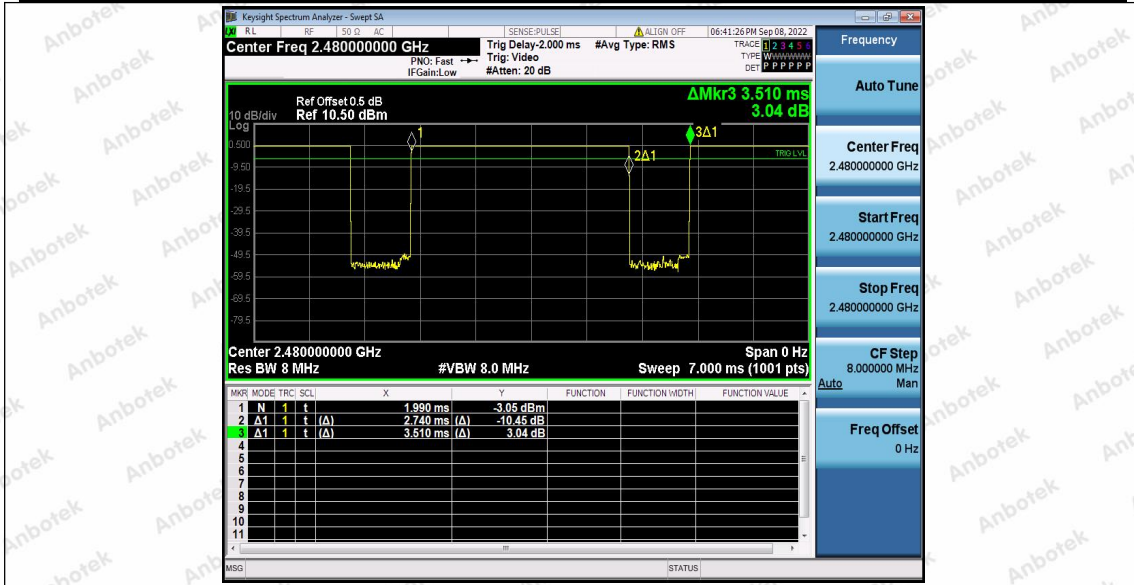 Keysight Spectrum Analyzer - Swept SA
LXI RL RF 50 Ω AC SENSE:PULSE ALIGN OFF 06:41:26 PM Sep 08, 2022
Center Freq 2.480000000 GHz
PNO: Fast
IFGain:Low
Trig Delay-2.000 ms
Trig: Video
#Atten: 20 dB
#Avg Type: RMS
TRACE 1 2 3 4 5 6
TYPE WWWWWW
DET P P P P P P
Frequency
Auto Tune
Center Freq
2.480000000 GHz
Start Freq
2.480000000 GHz
Stop Freq
2.480000000 GHz
CF Step
8.000000 MHz
Auto Man
Freq Offset
0 Hz
ΔMkr3 3.510 ms
3.04 dB
Ref Offset 0.5 dB
10 dB/div Ref 10.50 dBm
Log
1
2Δ1
3Δ1
TRIG LVL
0.500
-9.50
-19.5
-29.5
-39.5
-49.5
-59.5
-69.5
-79.5
Center 2.480000000 GHz Span 0 Hz
Res BW 8 MHz #VBW 8.0 MHz Sweep 7.000 ms (1001 pts)
MKR MODE TRC SCL X Y FUNCTION FUNCTION WIDTH FUNCTION VALUE
1 N 1 t 1.990 ms -3.05 dBm
2 Δ1 1 t (Δ) 2.740 ms (Δ) -10.45 dB
3 Δ1 1 t (Δ) 3.510 ms (Δ) 3.04 dB
4
5
6
7
8
9
10
11
MSG STATUS
Anbotek